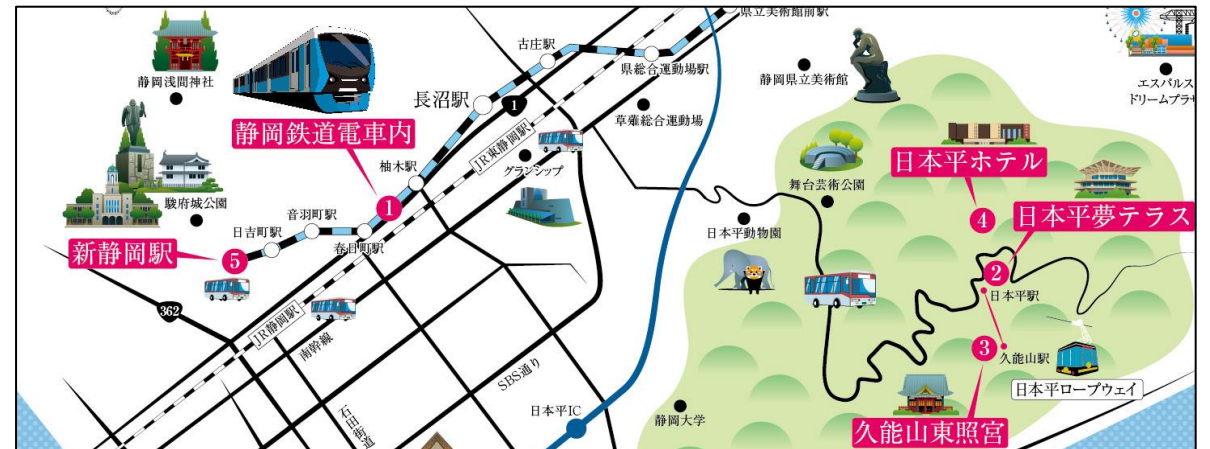 県立美術館前駅
古庄駅
県総合運動場駅
静岡浅間神社
長沼駅
1
静岡県立美術館
エスパルス
ドリームプラザ
静岡鉄道電車内
JR東静岡駅
草薙総合運動場
日本平ホテル
柚木駅
グランシップ
舞台芸術公園
1
駿府城公園
音羽町駅
4
日本平夢テラス
日吉町駅
日本平動物園
新静岡駅
5
春日町駅
2
日本平駅
362
JR静岡駅
南幹線
3
久能山駅
SBS通り
日本平ロープウェイ
石田街道
日本平IC
静岡大学
久能山東照宮